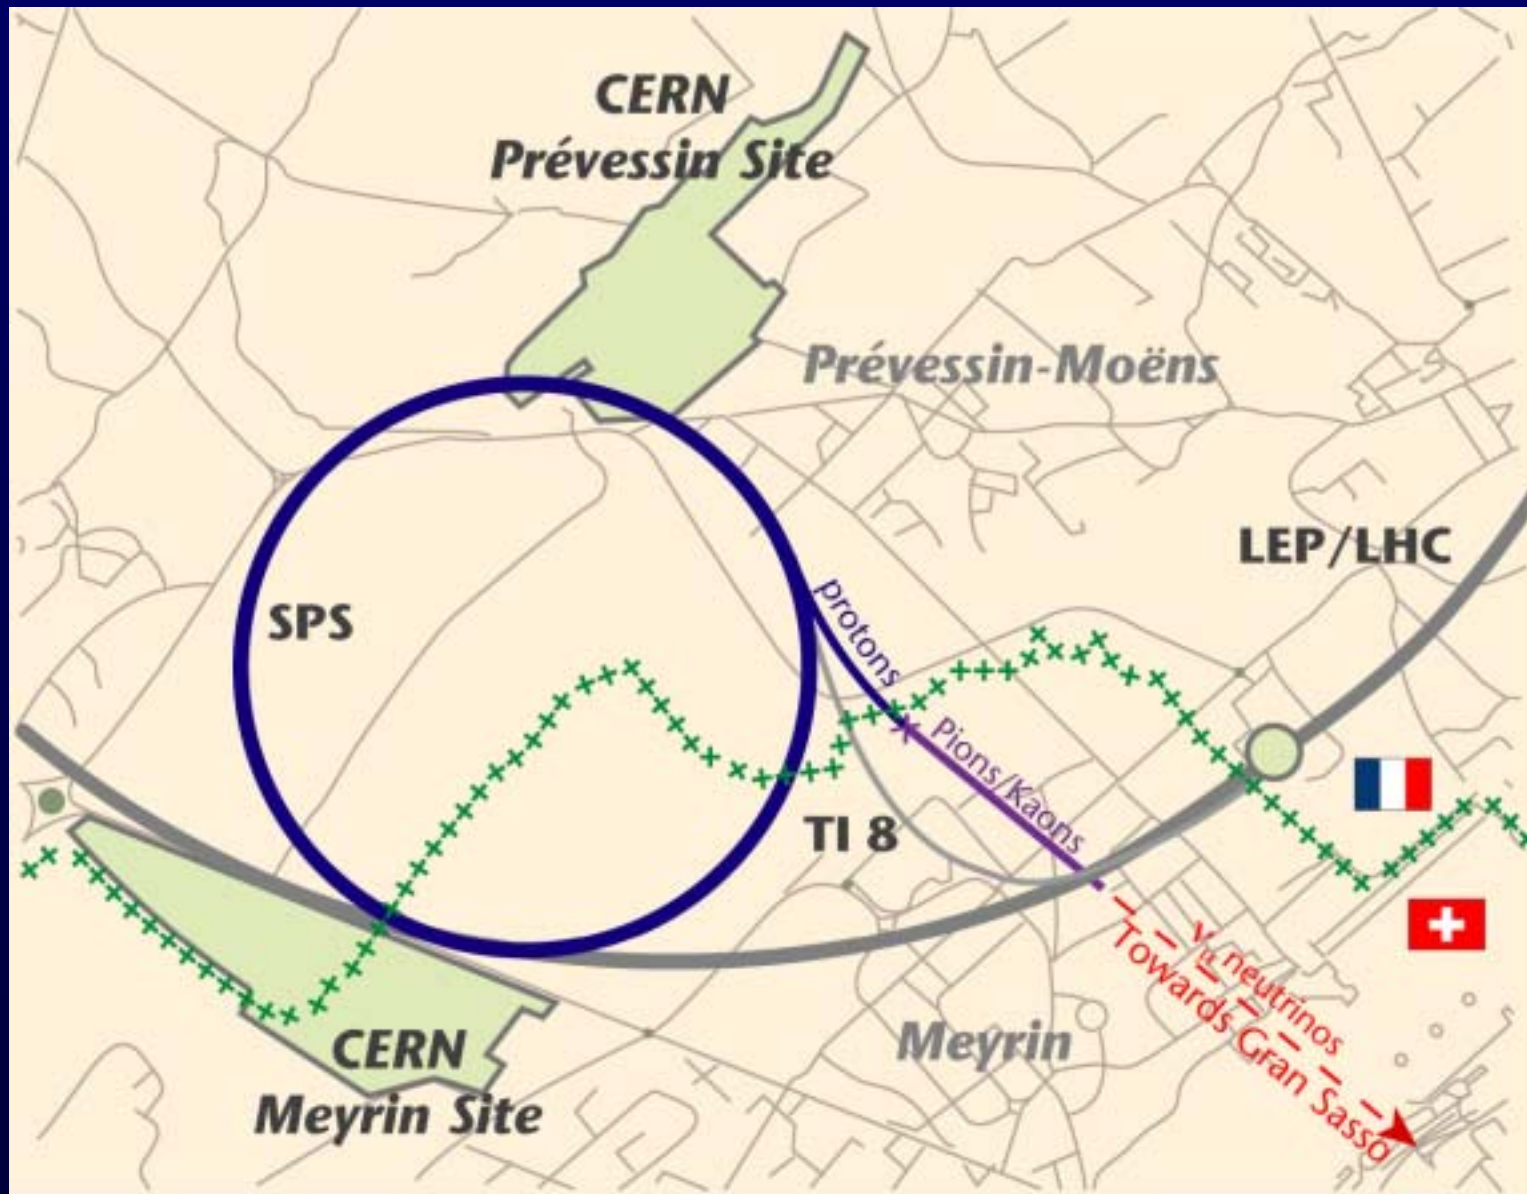 CERN
Prévessin Site
Prévessin-Moëns
LEP/LHC
SPS
protons
Pions/Kaons
TI 8
νμ neutrinos
Towards Gran Sasso
Meyrin
CERN
Meyrin Site